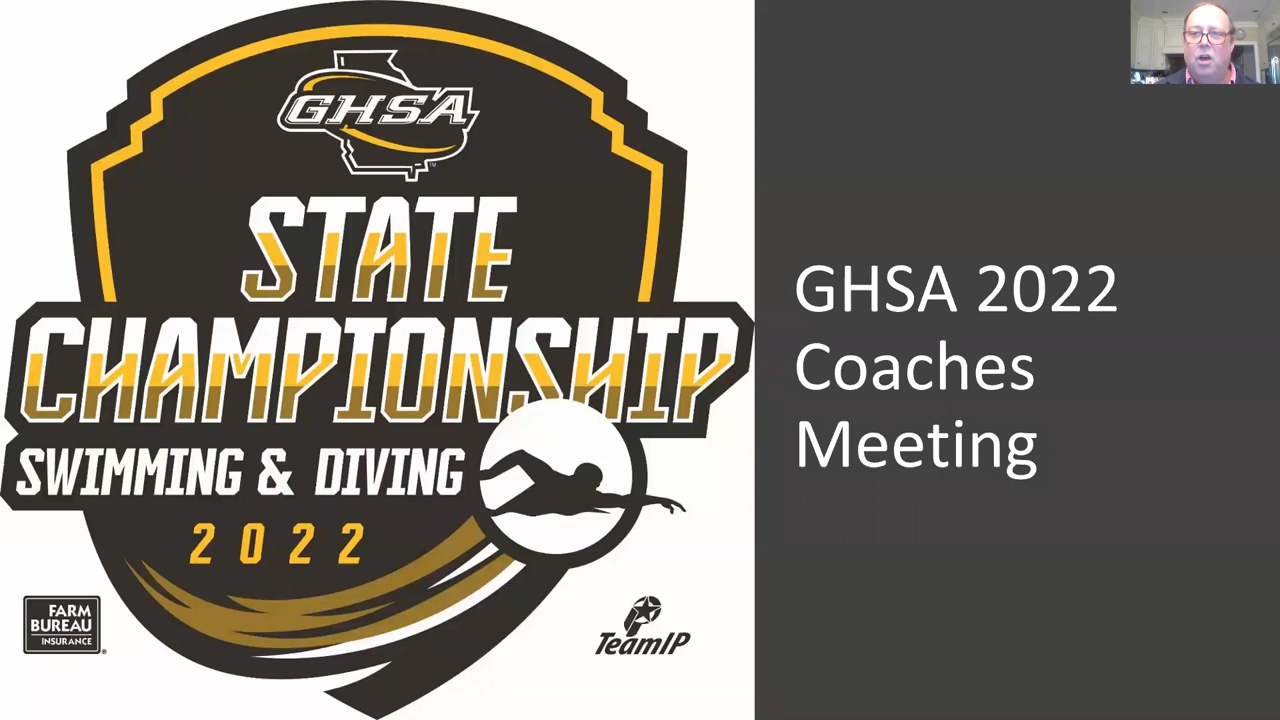 GHSA
STATE
CHAMPIONSHIP
SWIMMING & DIVING
2022
FARM
BUREAU
INSURANCE
TeamIP
GHSA 2022
Coaches
Meeting